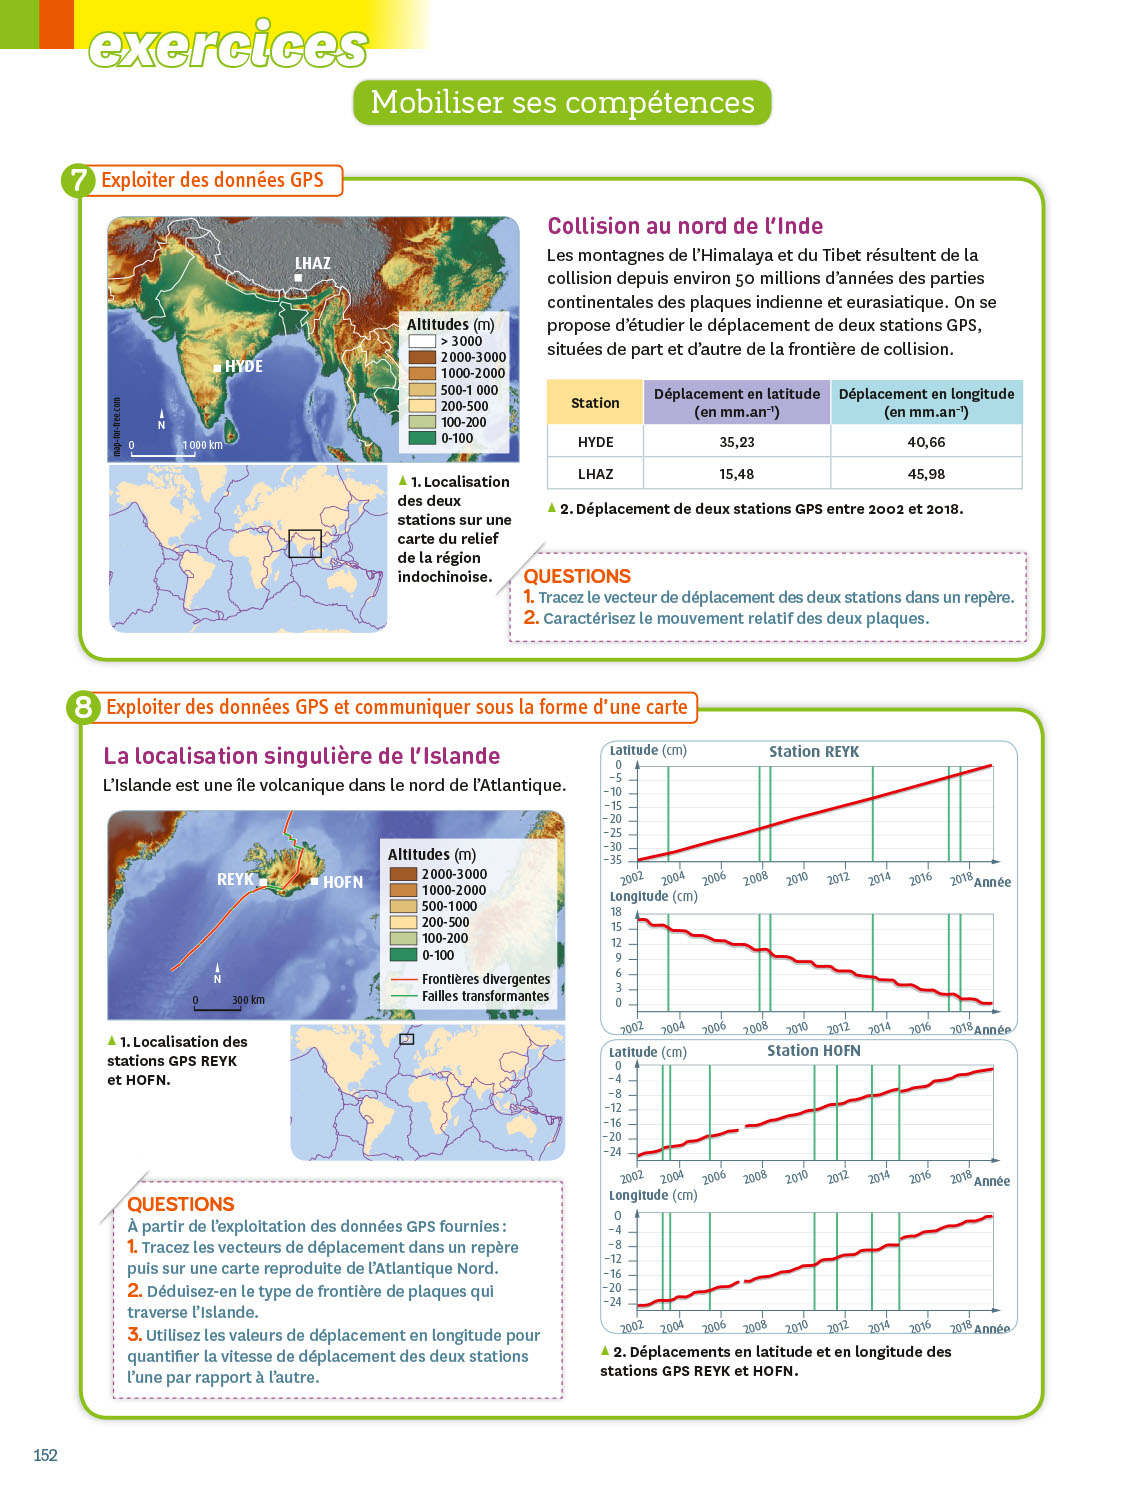 exercices
Mobiliser ses compétences
7 Exploiter des données GPS
LHAZ
HYDE
Altitudes (m)
> 3000
2000-3000
1000-2000
500-1 000
200-500
100-200
0-100
N
0 1 000 km
map-for-free.com
▲ 1. Localisation
des deux
stations sur une
carte du relief
de la région
indochinoise.
Collision au nord de l'Inde
Les montagnes de l'Himalaya et du Tibet résultent de la
collision depuis environ 50 millions d'années des parties
continentales des plaques indienne et eurasiatique. On se
propose d'étudier le déplacement de deux stations GPS,
situées de part et d'autre de la frontière de collision.
Station Déplacement en latitude (en mm.an⁻¹) Déplacement en longitude (en mm.an⁻¹)
HYDE 35,23 40,66
LHAZ 15,48 45,98
▲ 2. Déplacement de deux stations GPS entre 2002 et 2018.
QUESTIONS
1. Tracez le vecteur de déplacement des deux stations dans un repère.
2. Caractérisez le mouvement relatif des deux plaques.
8 Exploiter des données GPS et communiquer sous la forme d'une carte
La localisation singulière de l'Islande
L'Islande est une île volcanique dans le nord de l'Atlantique.
REYK
HOFN
N
0 300 km
Altitudes (m)
2000-3000
1000-2000
500-1000
200-500
100-200
0-100
Frontières divergentes
Failles transformantes
▲ 1. Localisation des
stations GPS REYK
et HOFN.
QUESTIONS
À partir de l'exploitation des données GPS fournies :
1. Tracez les vecteurs de déplacement dans un repère
puis sur une carte reproduite de l'Atlantique Nord.
2. Déduisez-en le type de frontière de plaques qui
traverse l'Islande.
3. Utilisez les valeurs de déplacement en longitude pour
quantifier la vitesse de déplacement des deux stations
l'une par rapport à l'autre.
Latitude (cm) Station REYK
0
-5
-10
-15
-20
-25
-30
-35
2002 2004 2006 2008 2010 2012 2014 2016 2018 Année
Longitude (cm)
18
15
12
9
6
3
0
2002 2004 2006 2008 2010 2012 2014 2016 2018 Année
Latitude (cm) Station HOFN
0
-4
-8
-12
-16
-20
-24
2002 2004 2006 2008 2010 2012 2014 2016 2018 Année
Longitude (cm)
0
-4
-8
-12
-16
-20
-24
2002 2004 2006 2008 2010 2012 2014 2016 2018 Année
▲ 2. Déplacements en latitude et en longitude des
stations GPS REYK et HOFN.
152